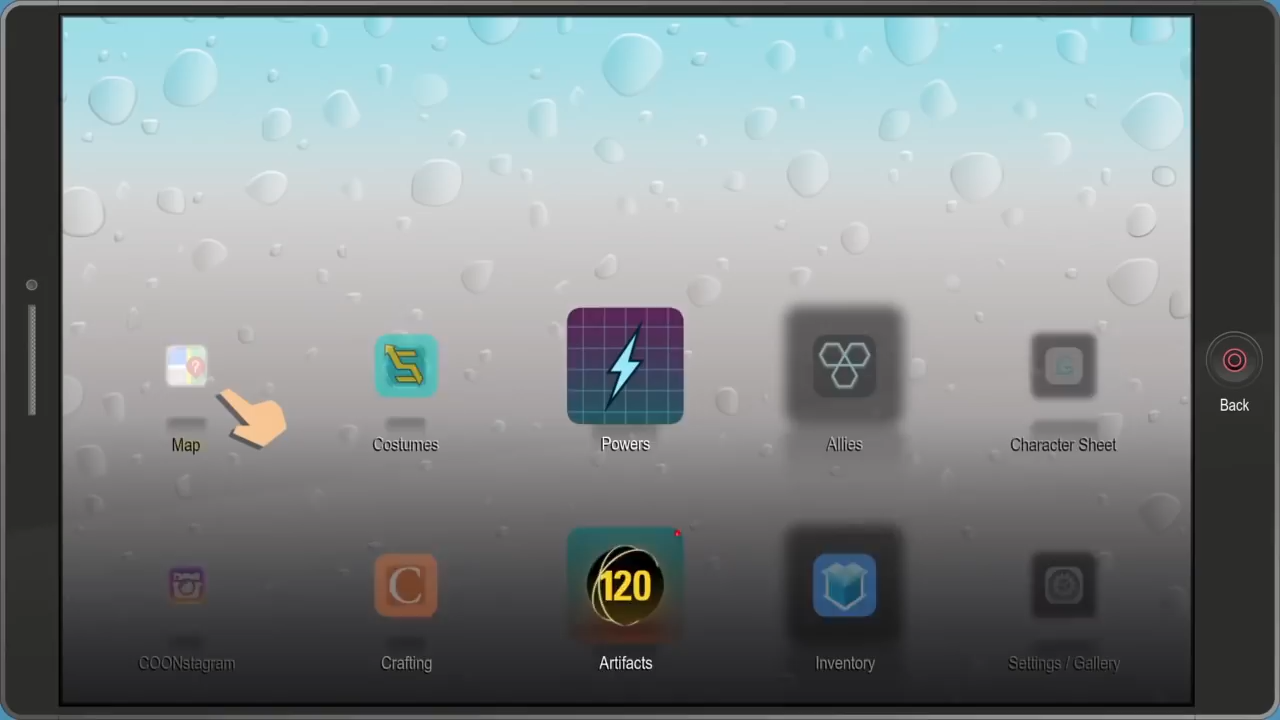 Back
Map
Costumes
Powers
Allies
Character Sheet
C
120
COONstagram
Crafting
Artifacts
Inventory
Settings / Gallery